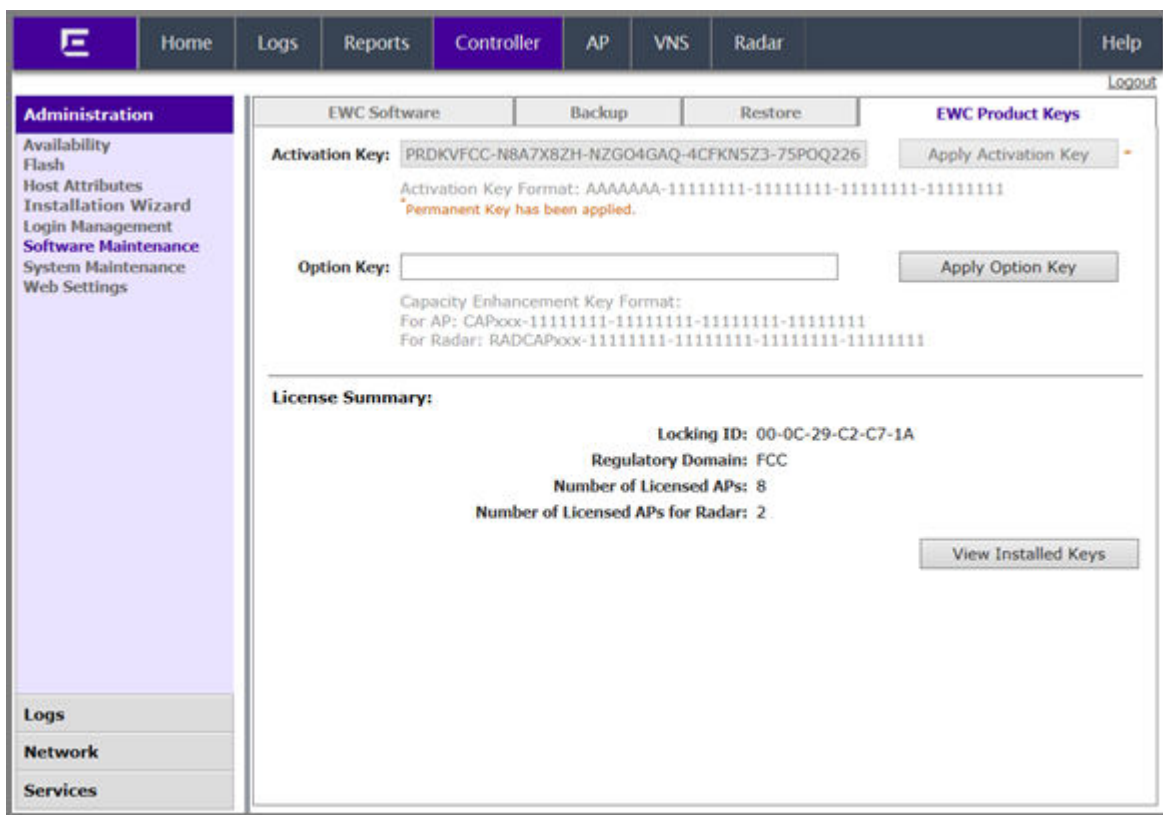 Home Logs Reports Controller AP VNS Radar Help
Logout
Administration
Availability
Flash
Host Attributes
Installation Wizard
Login Management
Software Maintenance
System Maintenance
Web Settings
Logs
Network
Services
EWC Software Backup Restore EWC Product Keys
Activation Key: PRDKVFCC-N8A7X8ZH-NZGO4GAQ-4CFKN5Z3-75POQ226 Apply Activation Key *
Activation Key Format: AAAAAAA-11111111-11111111-11111111-11111111
*Permanent Key has been applied.
Option Key: Apply Option Key
Capacity Enhancement Key Format:
For AP: CAPxxx-11111111-11111111-11111111-11111111
For Radar: RADCAPxxx-11111111-11111111-11111111-11111111
License Summary:
Locking ID: 00-0C-29-C2-C7-1A
Regulatory Domain: FCC
Number of Licensed APs: 8
Number of Licensed APs for Radar: 2
View Installed Keys